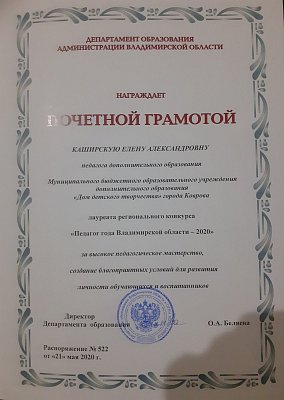 ДЕПАРТАМЕНТ ОБРАЗОВАНИЯ
АДМИНИСТРАЦИИ ВЛАДИМИРСКОЙ ОБЛАСТИ
НАГРАЖДАЕТ
ПОЧЕТНОЙ ГРАМОТОЙ
КАШИРСКУЮ ЕЛЕНУ АЛЕКСАНДРОВНУ
педагога дополнительного образования
Муниципального бюджетного образовательного учреждения
дополнительного образования
«Дом детского творчества» города Коврова
лауреата регионального конкурса
«Педагог года Владимирской области – 2020»
за высокое педагогическое мастерство,
создание благоприятных условий для развития
личности обучающихся и воспитанников
Директор
Департамента образования
О.А. Беляева
Распоряжение № 522
от «21» мая 2020 г.